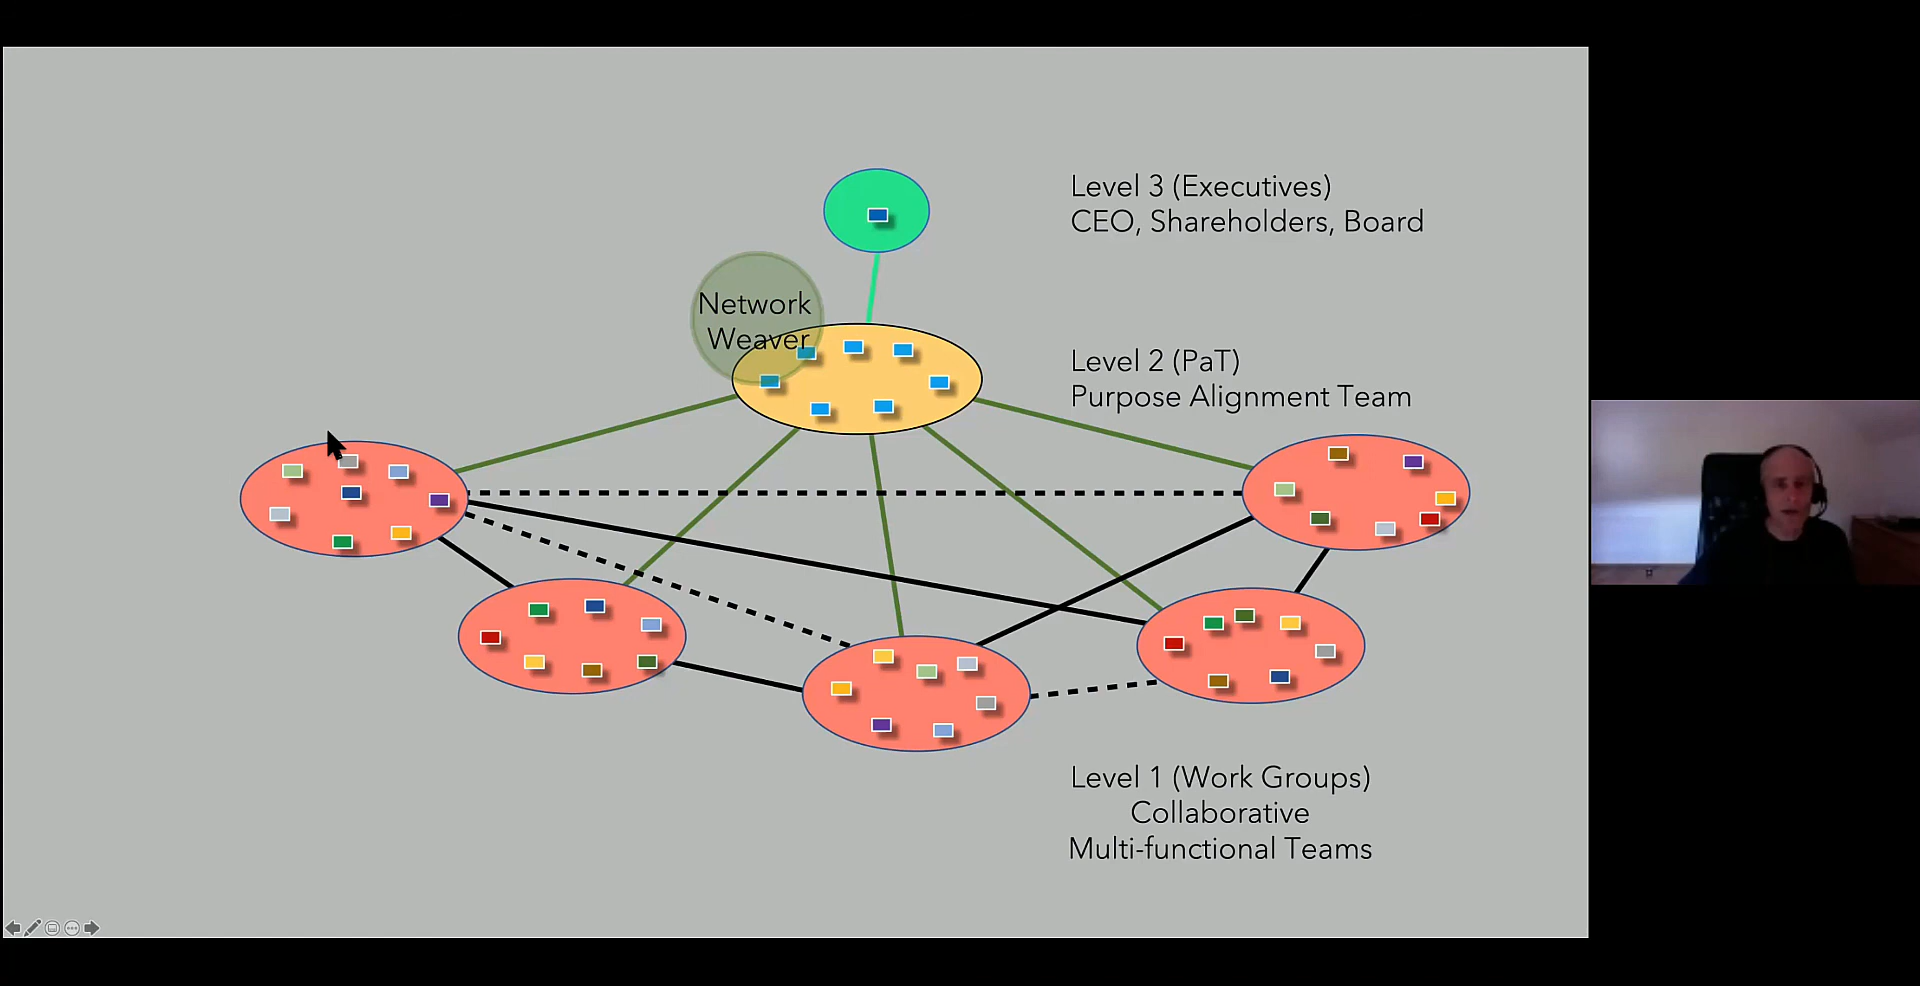 Level 3 (Executives)
CEO, Shareholders, Board
Network
Weaver
Level 2 (PaT)
Purpose Alignment Team
Level 1 (Work Groups)
Collaborative
Multi-functional Teams